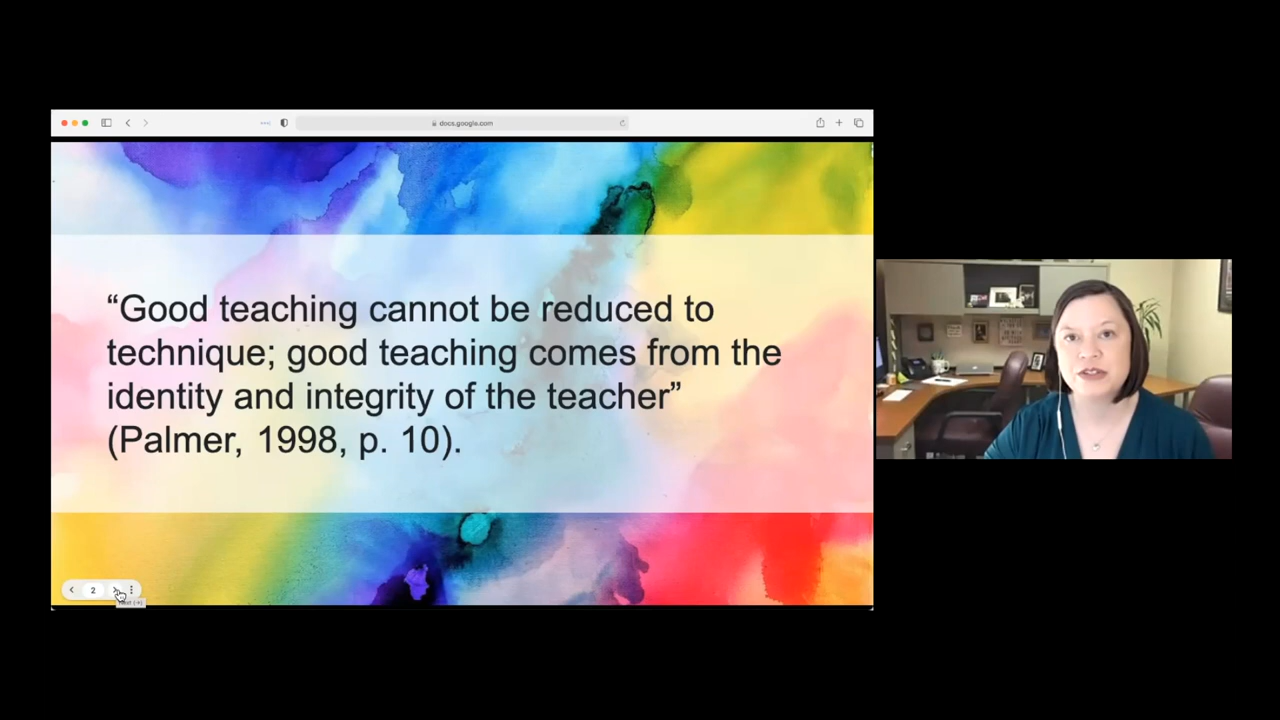 docs.google.com
“Good teaching cannot be reduced to
technique; good teaching comes from the
identity and integrity of the teacher”
(Palmer, 1998, p. 10).
2